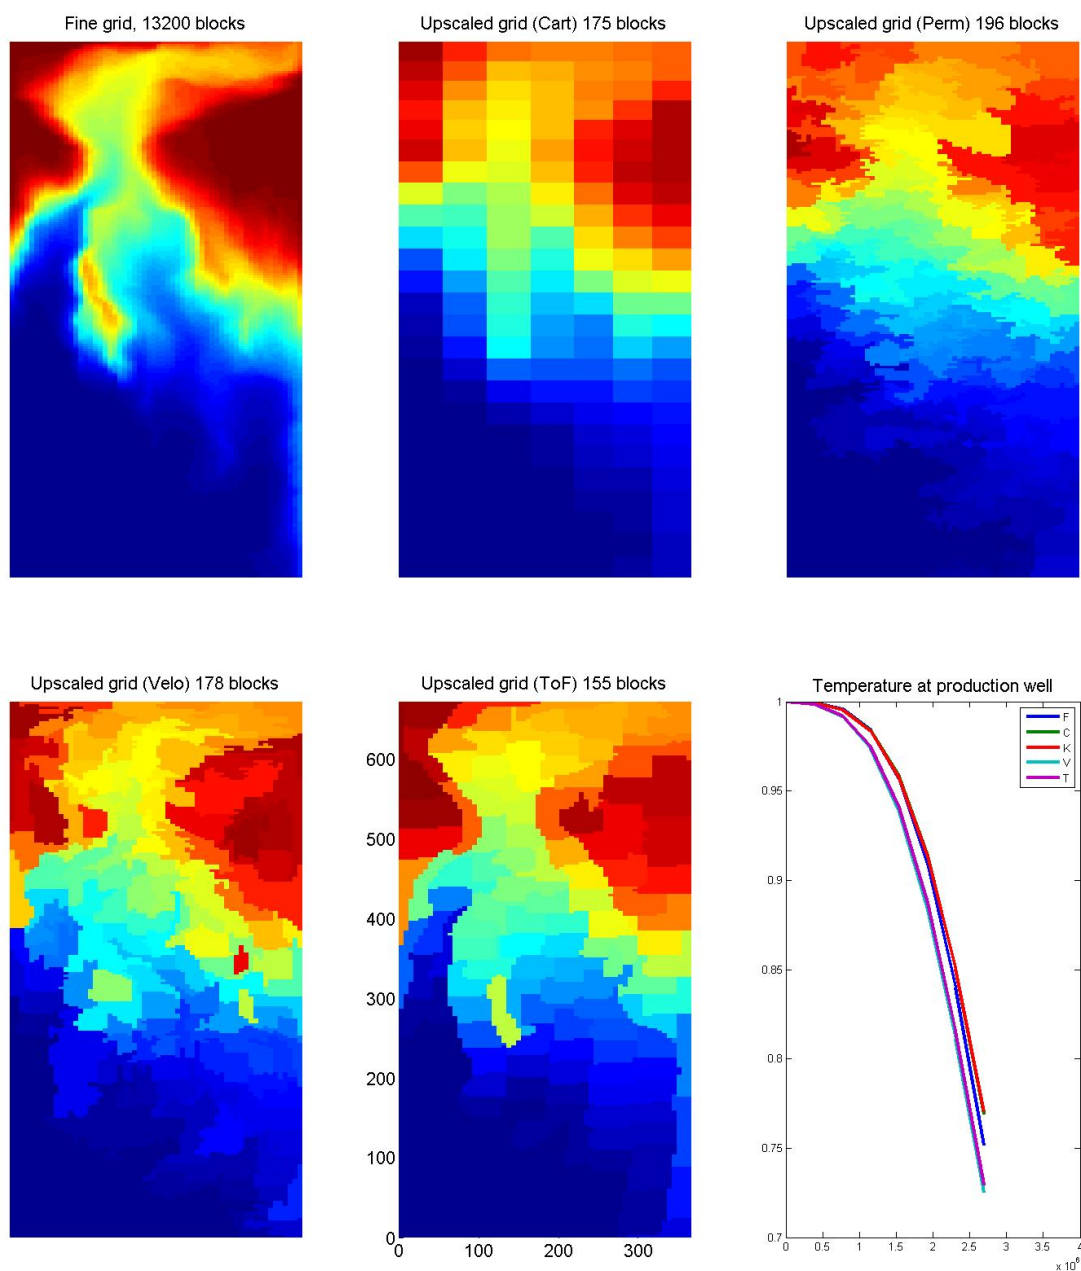 Fine grid, 13200 blocks
Upscaled grid (Cart) 175 blocks
Upscaled grid (Perm) 196 blocks
Upscaled grid (Velo) 178 blocks
Upscaled grid (ToF) 155 blocks
600
500
400
300
200
100
0
0 100 200 300
Temperature at production well
1
0.95
0.9
0.85
0.8
0.75
0.7
F
C
K
V
T
0 0.5 1 1.5 2 2.5 3 3.5 4
x 10^6